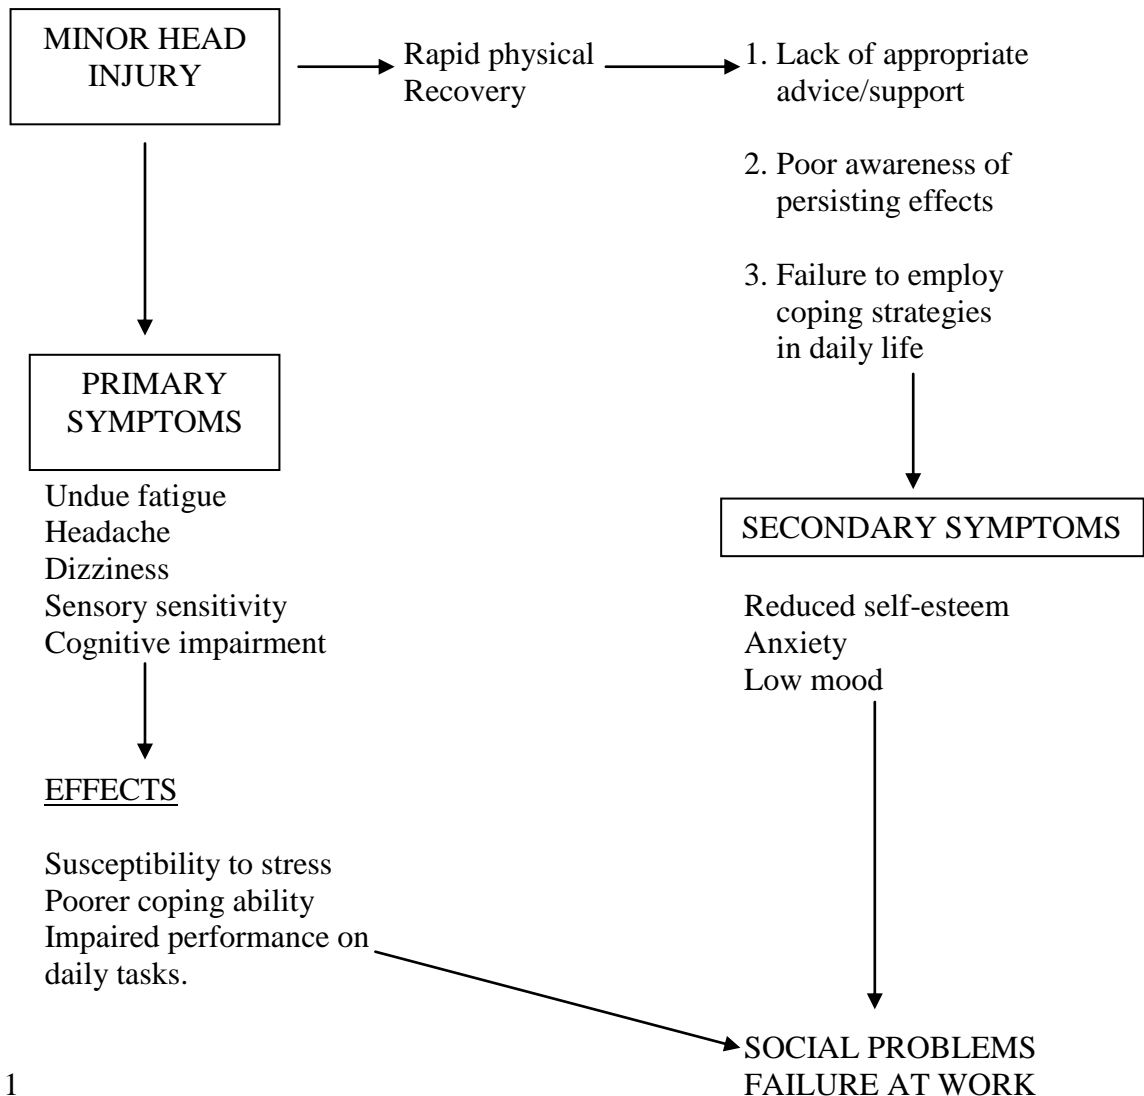 MINOR HEAD
INJURY
Rapid physical
Recovery
1. Lack of appropriate
advice/support
2. Poor awareness of
persisting effects
3. Failure to employ
coping strategies
in daily life
PRIMARY
SYMPTOMS
Undue fatigue
Headache
Dizziness
Sensory sensitivity
Cognitive impairment
SECONDARY SYMPTOMS
Reduced self-esteem
Anxiety
Low mood
EFFECTS
Susceptibility to stress
Poorer coping ability
Impaired performance on
daily tasks.
SOCIAL PROBLEMS
FAILURE AT WORK
1